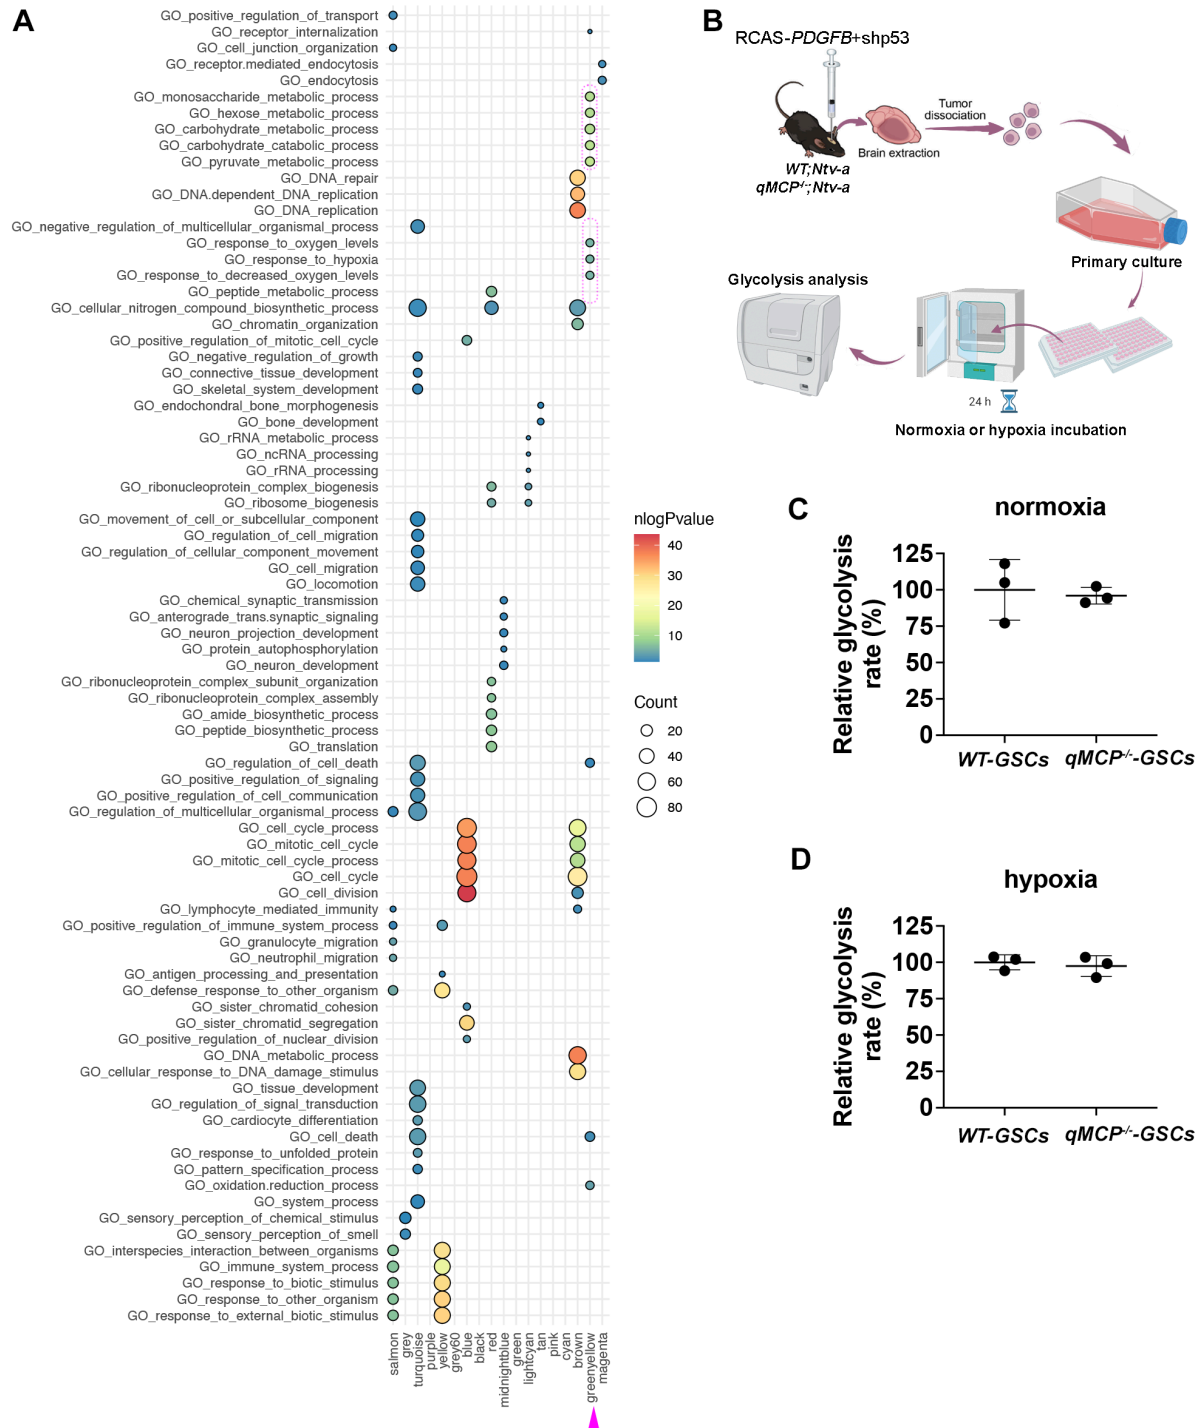 A
GO_positive_regulation_of_transport
GO_receptor_internalization
GO_cell_junction_organization
GO_receptor.mediated_endocytosis
GO_endocytosis
GO_monosaccharide_metabolic_process
GO_hexose_metabolic_process
GO_carbohydrate_metabolic_process
GO_carbohydrate_catabolic_process
GO_pyruvate_metabolic_process
GO_DNA_repair
GO_DNA.dependent_DNA_replication
GO_DNA_replication
GO_negative_regulation_of_multicellular_organismal_process
GO_response_to_oxygen_levels
GO_response_to_hypoxia
GO_response_to_decreased_oxygen_levels
GO_peptide_metabolic_process
GO_cellular_nitrogen_compound_biosynthetic_process
GO_chromatin_organization
GO_positive_regulation_of_mitotic_cell_cycle
GO_negative_regulation_of_growth
GO_connective_tissue_development
GO_skeletal_system_development
GO_endochondral_bone_morphogenesis
GO_bone_development
GO_rRNA_metabolic_process
GO_ncRNA_processing
GO_rRNA_processing
GO_ribonucleoprotein_complex_biogenesis
GO_ribosome_biogenesis
GO_movement_of_cell_or_subcellular_component
GO_regulation_of_cell_migration
GO_regulation_of_cellular_component_movement
GO_cell_migration
GO_locomotion
GO_chemical_synaptic_transmission
GO_anterograde_trans.synaptic_signaling
GO_neuron_projection_development
GO_protein_autophosphorylation
GO_neuron_development
GO_ribonucleoprotein_complex_subunit_organization
GO_ribonucleoprotein_complex_assembly
GO_amide_biosynthetic_process
GO_peptide_biosynthetic_process
GO_translation
GO_regulation_of_cell_death
GO_positive_regulation_of_signaling
GO_positive_regulation_of_cell_communication
GO_regulation_of_multicellular_organismal_process
GO_cell_cycle_process
GO_mitotic_cell_cycle
GO_mitotic_cell_cycle_process
GO_cell_cycle
GO_cell_division
GO_lymphocyte_mediated_immunity
GO_positive_regulation_of_immune_system_process
GO_granulocyte_migration
GO_neutrophil_migration
GO_antigen_processing_and_presentation
GO_defense_response_to_other_organism
GO_sister_chromatid_cohesion
GO_sister_chromatid_segregation
GO_positive_regulation_of_nuclear_division
GO_DNA_metabolic_process
GO_cellular_response_to_DNA_damage_stimulus
GO_tissue_development
GO_regulation_of_signal_transduction
GO_cardiocyte_differentiation
GO_cell_death
GO_response_to_unfolded_protein
GO_pattern_specification_process
GO_oxidation.reduction_process
GO_system_process
GO_sensory_perception_of_chemical_stimulus
GO_sensory_perception_of_smell
GO_interspecies_interaction_between_organisms
GO_immune_system_process
GO_response_to_biotic_stimulus
GO_response_to_other_organism
GO_response_to_external_biotic_stimulus
salmon
grey
turquoise
purple
yellow
grey60
blue
black
red
midnightblue
green
lightcyan
tan
pink
cyan
brown
greenyellow
magenta
nlogPvalue
40
30
20
10
Count
20
40
60
80
B
RCAS-PDGFB+shp53
WT;Ntv-a
qMCP-/-;Ntv-a
Brain extraction
Tumor
dissociation
Primary culture
24 h
Normoxia or hypoxia incubation
Glycolysis analysis
C
normoxia
Relative glycolysis
rate (%)
125
100
75
50
25
0
WT-GSCs
qMCP-/--GSCs
D
hypoxia
Relative glycolysis
rate (%)
125
100
75
50
25
0
WT-GSCs
qMCP-/--GSCs